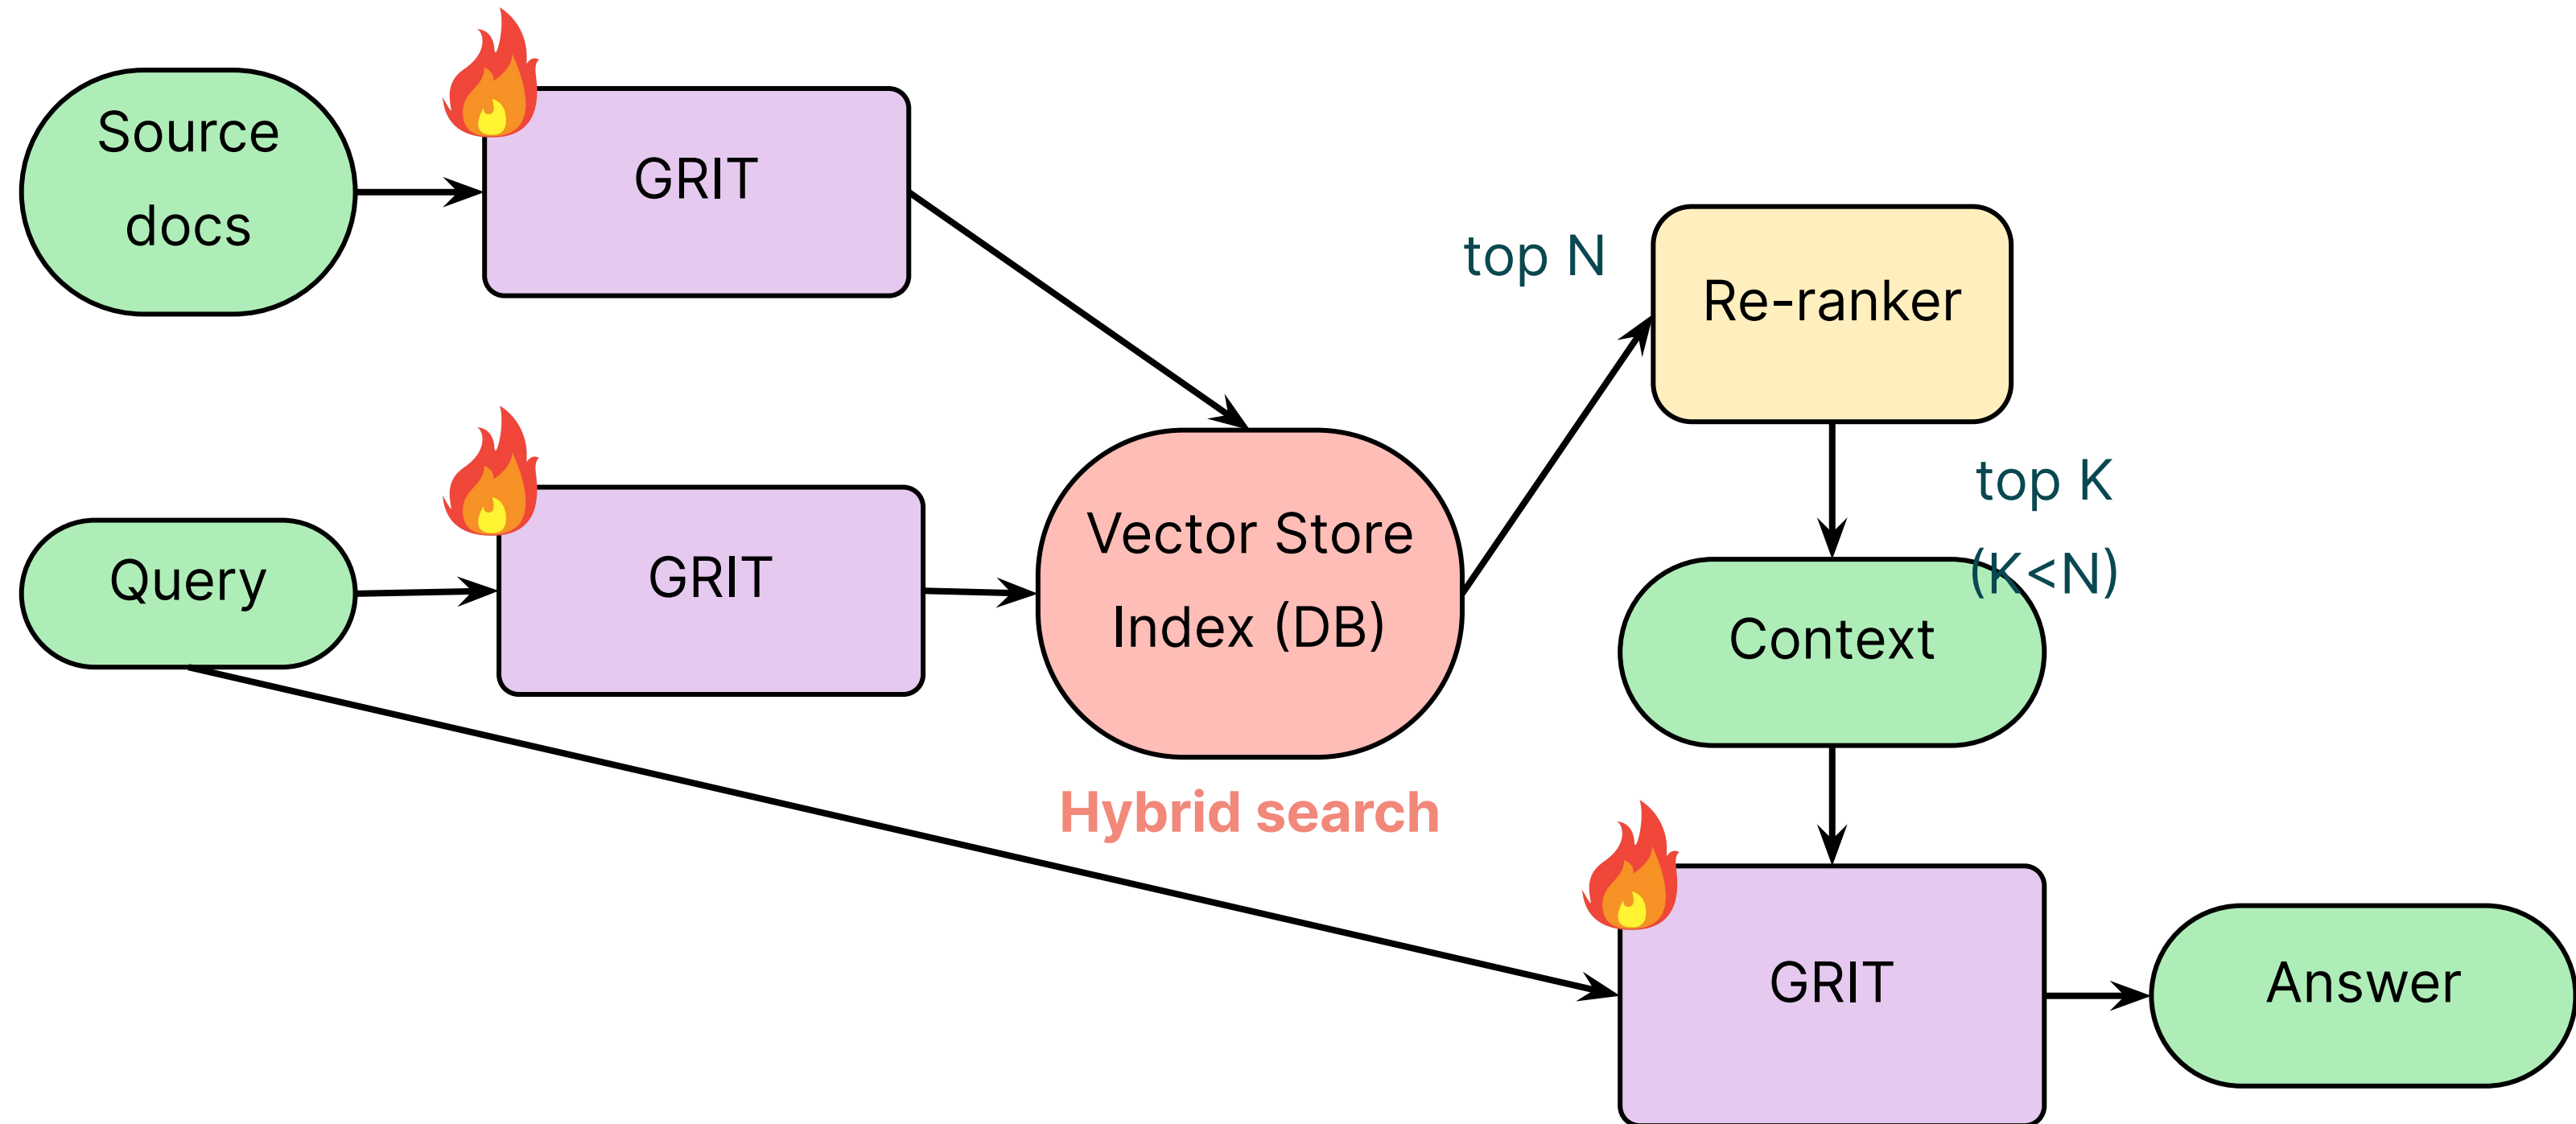 Source
docs
GRIT
top N
Re-ranker
Query
GRIT
Vector Store
Index (DB)
top K
(K<N)
Context
Hybrid search
GRIT
Answer